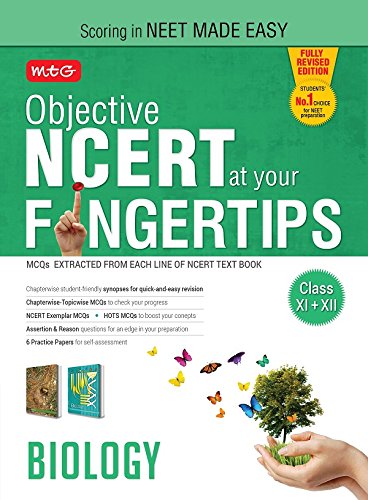 Scoring in NEET MADE EASY
mtG
FULLY
REVISED
EDITION
STUDENTS'
No.1 CHOICE
for NEET
preparation
Objective
NCERT at your
FINGERTIPS
MCQs EXTRACTED FROM EACH LINE OF NCERT TEXT BOOK
Chapterwise student-friendly synopses for quick-and-easy revision
Chapterwise-Topicwise MCQs to check your progress
NCERT Exemplar MCQs • HOTS MCQs to boost your concepts
Assertion & Reason questions for an edge in your preparation
6 Practice Papers for self-assessment
Class
XI + XII
BIOLOGY